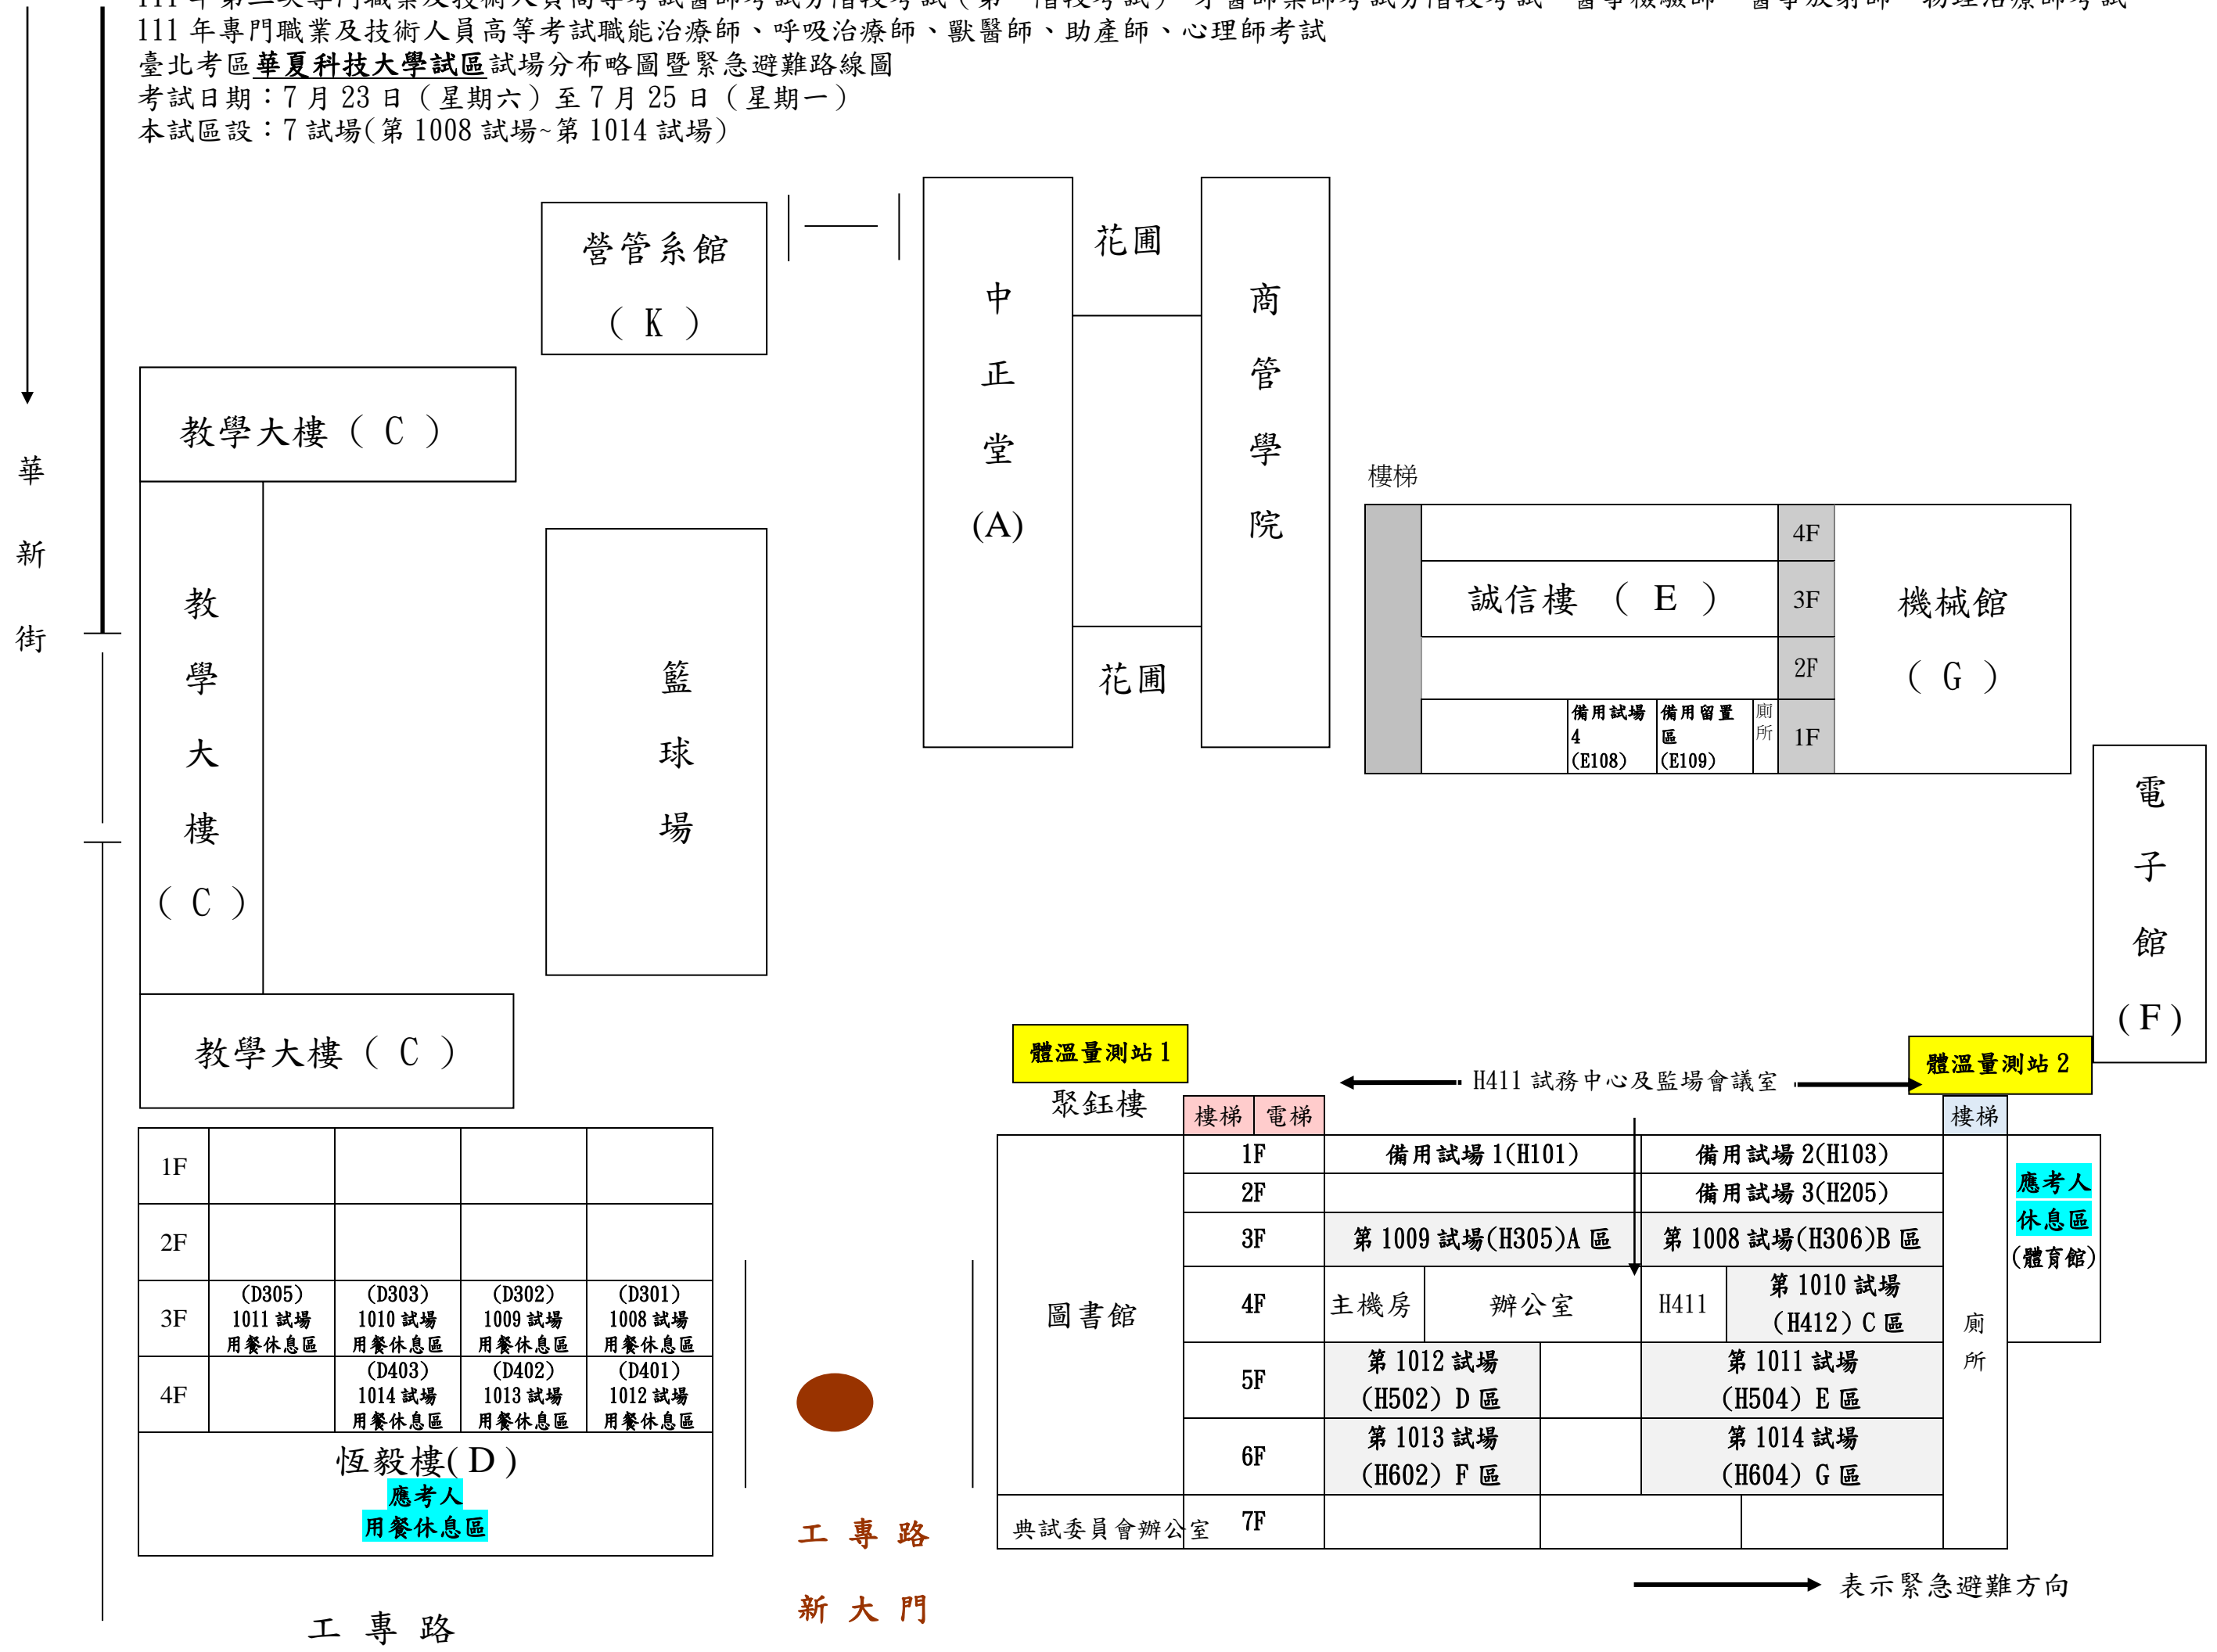 111 年專門職業及技術人員高等考試職能治療師、呼吸治療師、獸醫師、助產師、心理師考試
臺北考區華夏科技大學試區試場分布略圖暨緊急避難路線圖
考試日期：7 月 23 日（星期六）至 7 月 25 日（星期一）
本試區設：7 試場(第 1008 試場~第 1014 試場)
華新街
營管系館
（ K ）
教學大樓（ C ）
教學大樓
（ C ）
教學大樓（ C ）
籃球場
中正堂
(A)
花圃
花圃
商管學院
樓梯
4F
誠信樓 （ E ）
3F
2F
備用試場
4
(E108)
備用留置
區
(E109)
廁所
1F
機械館
（ G ）
電子館
(F)
體溫量測站 1
聚鈺樓
H411 試務中心及監場會議室
體溫量測站 2
樓梯
電梯
樓梯
圖書館
1F
備用試場 1(H101)
備用試場 2(H103)
2F
備用試場 3(H205)
3F
第 1009 試場(H305)A 區
第 1008 試場(H306)B 區
4F
主機房
辦公室
H411
第 1010 試場
(H412) C 區
5F
第 1012 試場
(H502) D 區
第 1011 試場
(H504) E 區
6F
第 1013 試場
(H602) F 區
第 1014 試場
(H604) G 區
典試委員會辦公室
7F
廁所
應考人
休息區
(體育館)
1F
2F
3F
(D305)
1011 試場
用餐休息區
(D303)
1010 試場
用餐休息區
(D302)
1009 試場
用餐休息區
(D301)
1008 試場
用餐休息區
4F
(D403)
1014 試場
用餐休息區
(D402)
1013 試場
用餐休息區
(D401)
1012 試場
用餐休息區
恆毅樓( D )
應考人
用餐休息區
工 專 路
新 大 門
表示緊急避難方向
工 專 路